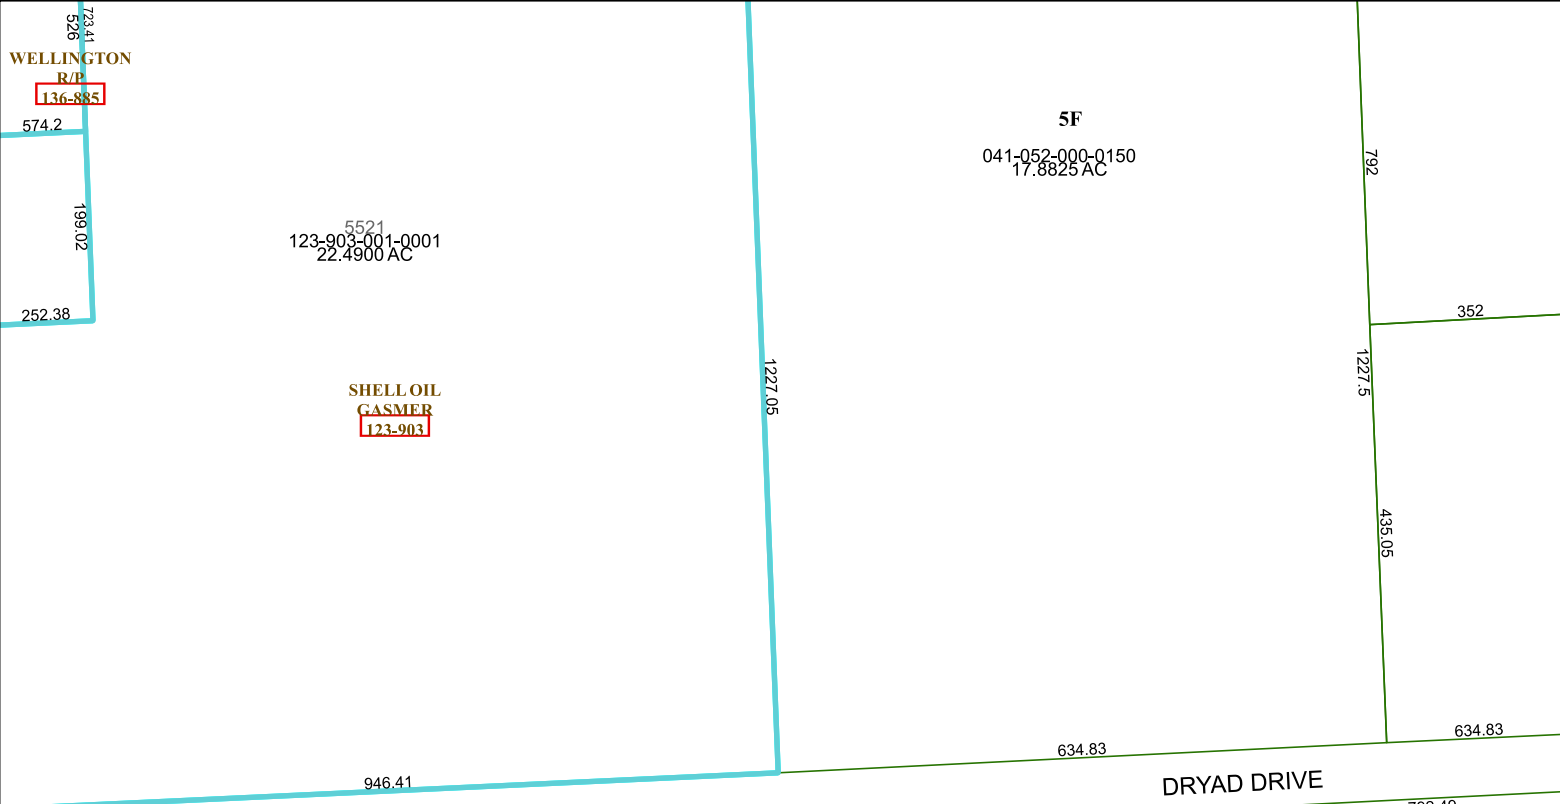 723.41
526
WELLINGTON
R/P
136-885
574.2
199.02
252.38
5521
123-903-001-0001
22.4900 AC
SHELL OIL
GASMER
123-903
946.41
1227.05
5F
041-052-000-0150
17.8825 AC
792
352
1227.5
435.05
634.83
634.83
DRYAD DRIVE